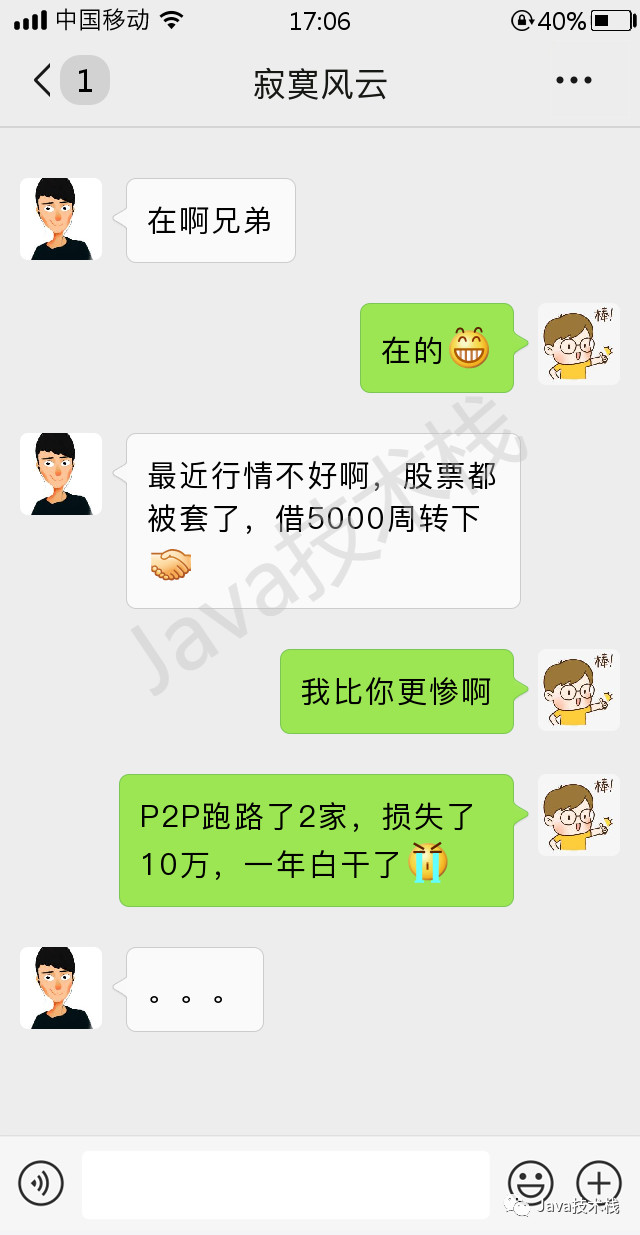 中国移动 17:06 40%
1 寂寞风云
在啊兄弟
棒!
在的😁
最近行情不好啊，股票都
被套了，借5000周转下
🤝
Java技术栈
棒!
我比你更惨啊
棒!
P2P跑路了2家，损失了
10万，一年白干了😭
。。。
Java技术栈